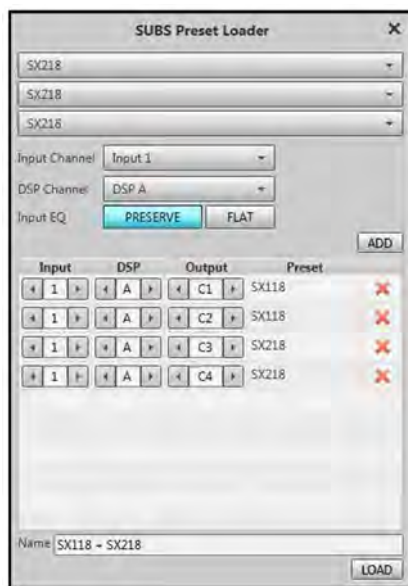 SUBS Preset Loader
SX218
SX218
SX218
Input Channel Input 1
DSP Channel DSP A
Input EQ PRESERVE FLAT
ADD
Input DSP Output Preset
1 A C1 SX118
1 A C2 SX118
1 A C3 SX218
1 A C4 SX218
Name SX118 - SX218
LOAD